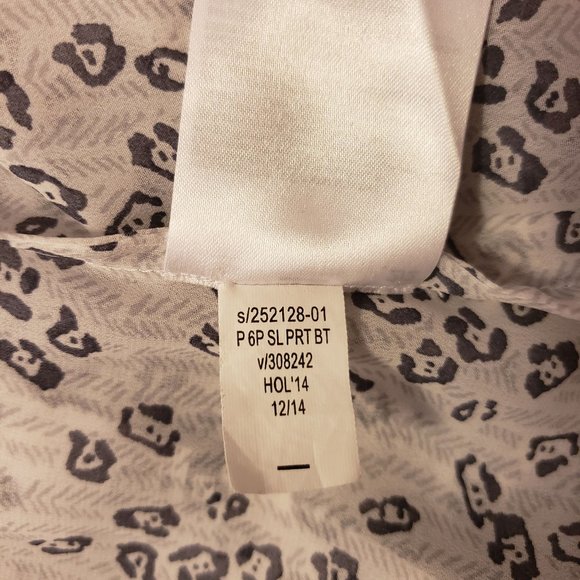 s/252128-01
P 6P SL PRT BT
v/308242
HOL'14
12/14